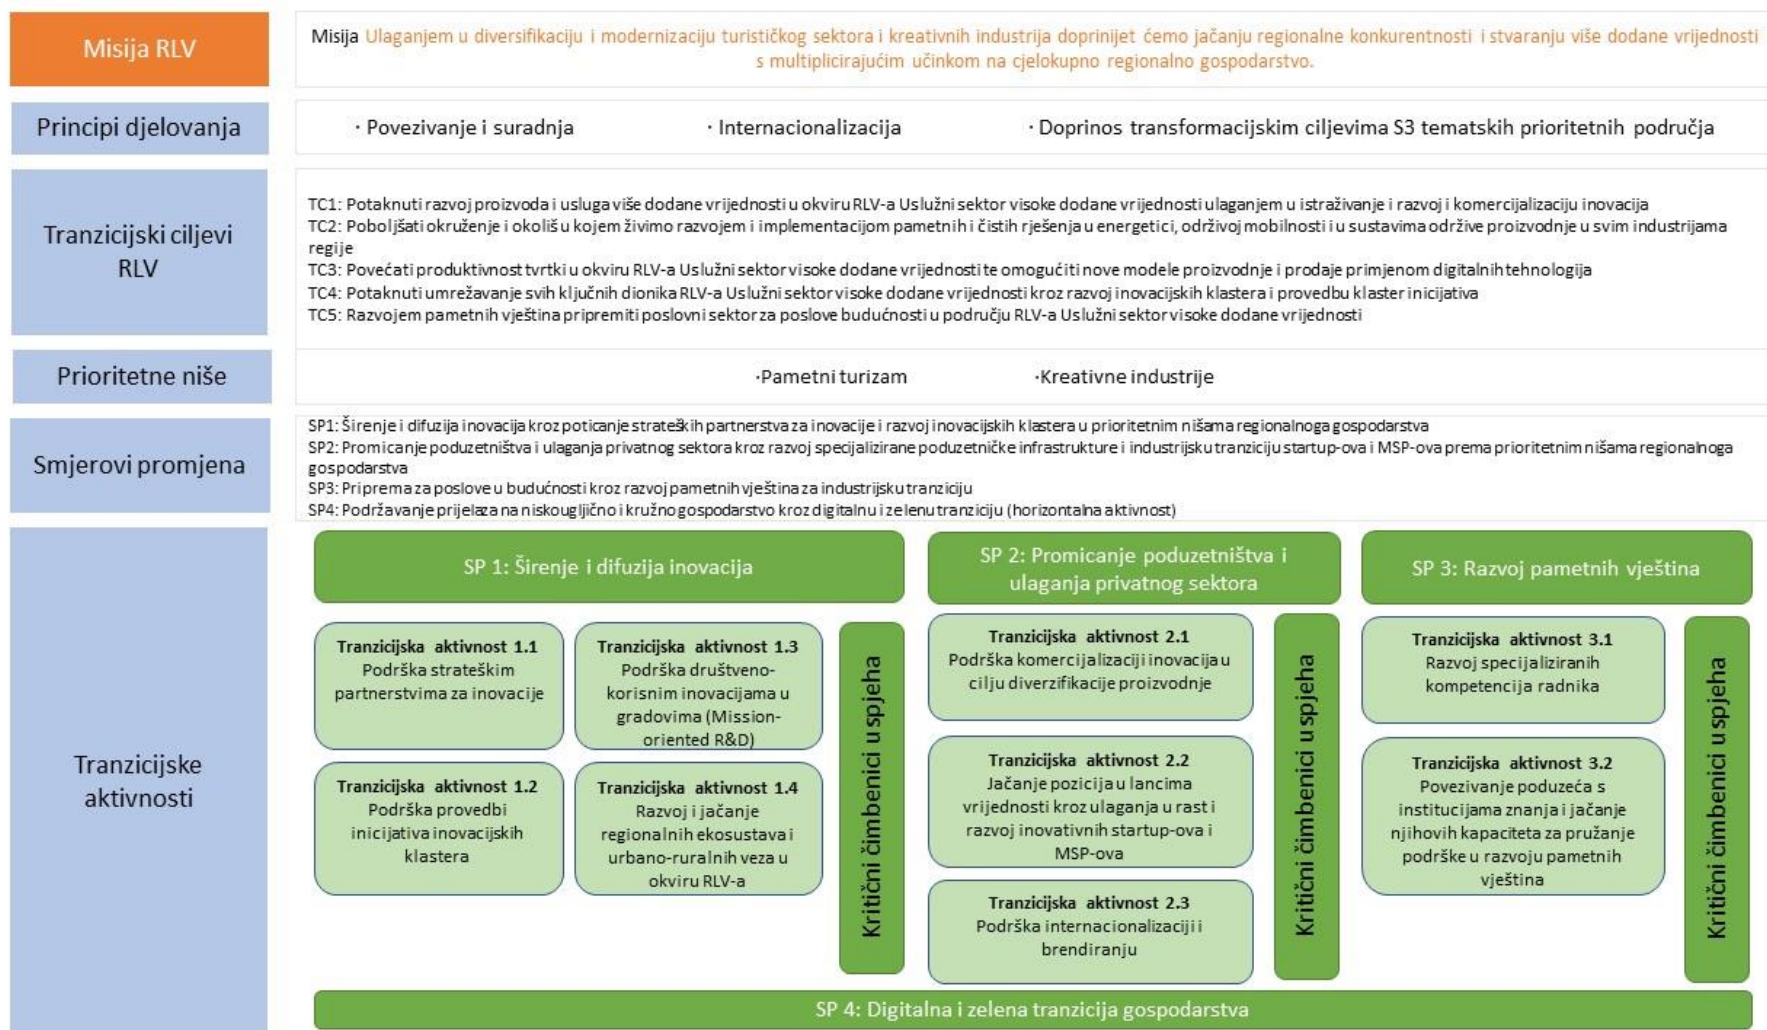 Misija RLV
Misija Ulaganjem u diversifikaciju i modernizaciju turističkog sektora i kreativnih industrija doprinijet ćemo jačanju regionalne konkurentnosti i stvaranju više dodane vrijednosti
s multiplicirajućim učinkom na cjelokupno regionalno gospodarstvo.
Principi djelovanja
· Povezivanje i suradnja
· Internacionalizacija
· Doprinos transformacijskim ciljevima S3 tematskih prioritetnih područja
Tranzicijski ciljevi
RLV
TC1: Potaknuti razvoj proizvoda i usluga više dodane vrijednosti u okviru RLV-a Uslužni sektor visoke dodane vrijednosti ulaganjem u istraživanje i razvoj i komercijalizaciju inovacija
TC2: Poboljšati okruženje i okoliš u kojem živimo razvojem i implementacijom pametnih i čistih rješenja u energetici, održivoj mobilnosti i u sustavima održive proizvodnje u svim industrijama
regije
TC3: Povećati produktivnost tvrtki u okviru RLV-a Uslužni sektor visoke dodane vrijednosti te omogućiti nove modele proizvodnje i prodaje primjenom digitalnih tehnologija
TC4: Potaknuti umrežavanje svih ključnih dionika RLV-a Uslužni sektor visoke dodane vrijednosti kroz razvoj inovacijskih klastera i provedbu klaster inicijativa
TC5: Razvojem pametnih vještina pripremiti poslovni sektor za poslove budućnosti u području RLV-a Uslužni sektor visoke dodane vrijednosti
Prioritetne niše
·Pametni turizam
·Kreativne industrije
Smjerovi promjena
SP1: Širenje i difuzija inovacija kroz poticanje strateških partnerstva za inovacije i razvoj inovacijskih klastera u prioritetnim nišama regionalnoga gospodarstva
SP2: Promicanje poduzetništva i ulaganja privatnog sektora kroz razvoj specijalizirane poduzetničke infrastrukture i industrijsku tranziciju startup-ova i MSP-ova prema prioritetnim nišama regionalnoga
gospodarstva
SP3: Priprema za poslove u budućnosti kroz razvoj pametnih vještina za industrijsku tranziciju
SP4: Podržavanje prijelaza na niskougljično i kružno gospodarstvo kroz digitalnu i zelenu tranziciju (horizontalna aktivnost)
Tranzicijske
aktivnosti
SP 1: Širenje i difuzija inovacija
Tranzicijska aktivnost 1.1
Podrška strateškim
partnerstvima za inovacije
Tranzicijska aktivnost 1.2
Podrška provedbi
inicijativa inovacijskih
klastera
Tranzicijska aktivnost 1.3
Podrška društveno-
korisnim inovacijama u
gradovima (Mission-
oriented R&D)
Tranzicijska aktivnost 1.4
Razvoj i jačanje
regionalnih ekosustava i
urbano-ruralnih veza u
okviru RLV-a
Kritični čimbenici uspjeha
SP 2: Promicanje poduzetništva i
ulaganja privatnog sektora
Tranzicijska aktivnost 2.1
Podrška komercijalizaciji inovacija u
cilju diverzifikacije proizvodnje
Tranzicijska aktivnost 2.2
Jačanje pozicija u lancima
vrijednosti kroz ulaganja u rast i
razvoj inovativnih startup-ova i
MSP-ova
Tranzicijska aktivnost 2.3
Podrška internacionalizaciji i
brendiranju
Kritični čimbenici uspjeha
SP 3: Razvoj pametnih vještina
Tranzicijska aktivnost 3.1
Razvoj specijaliziranih
kompetencija radnika
Tranzicijska aktivnost 3.2
Povezivanje poduzeća s
institucijama znanja i jačanje
njihovih kapaciteta za pružanje
podrške u razvoju pametnih
vještina
Kritični čimbenici uspjeha
SP 4: Digitalna i zelena tranzicija gospodarstva